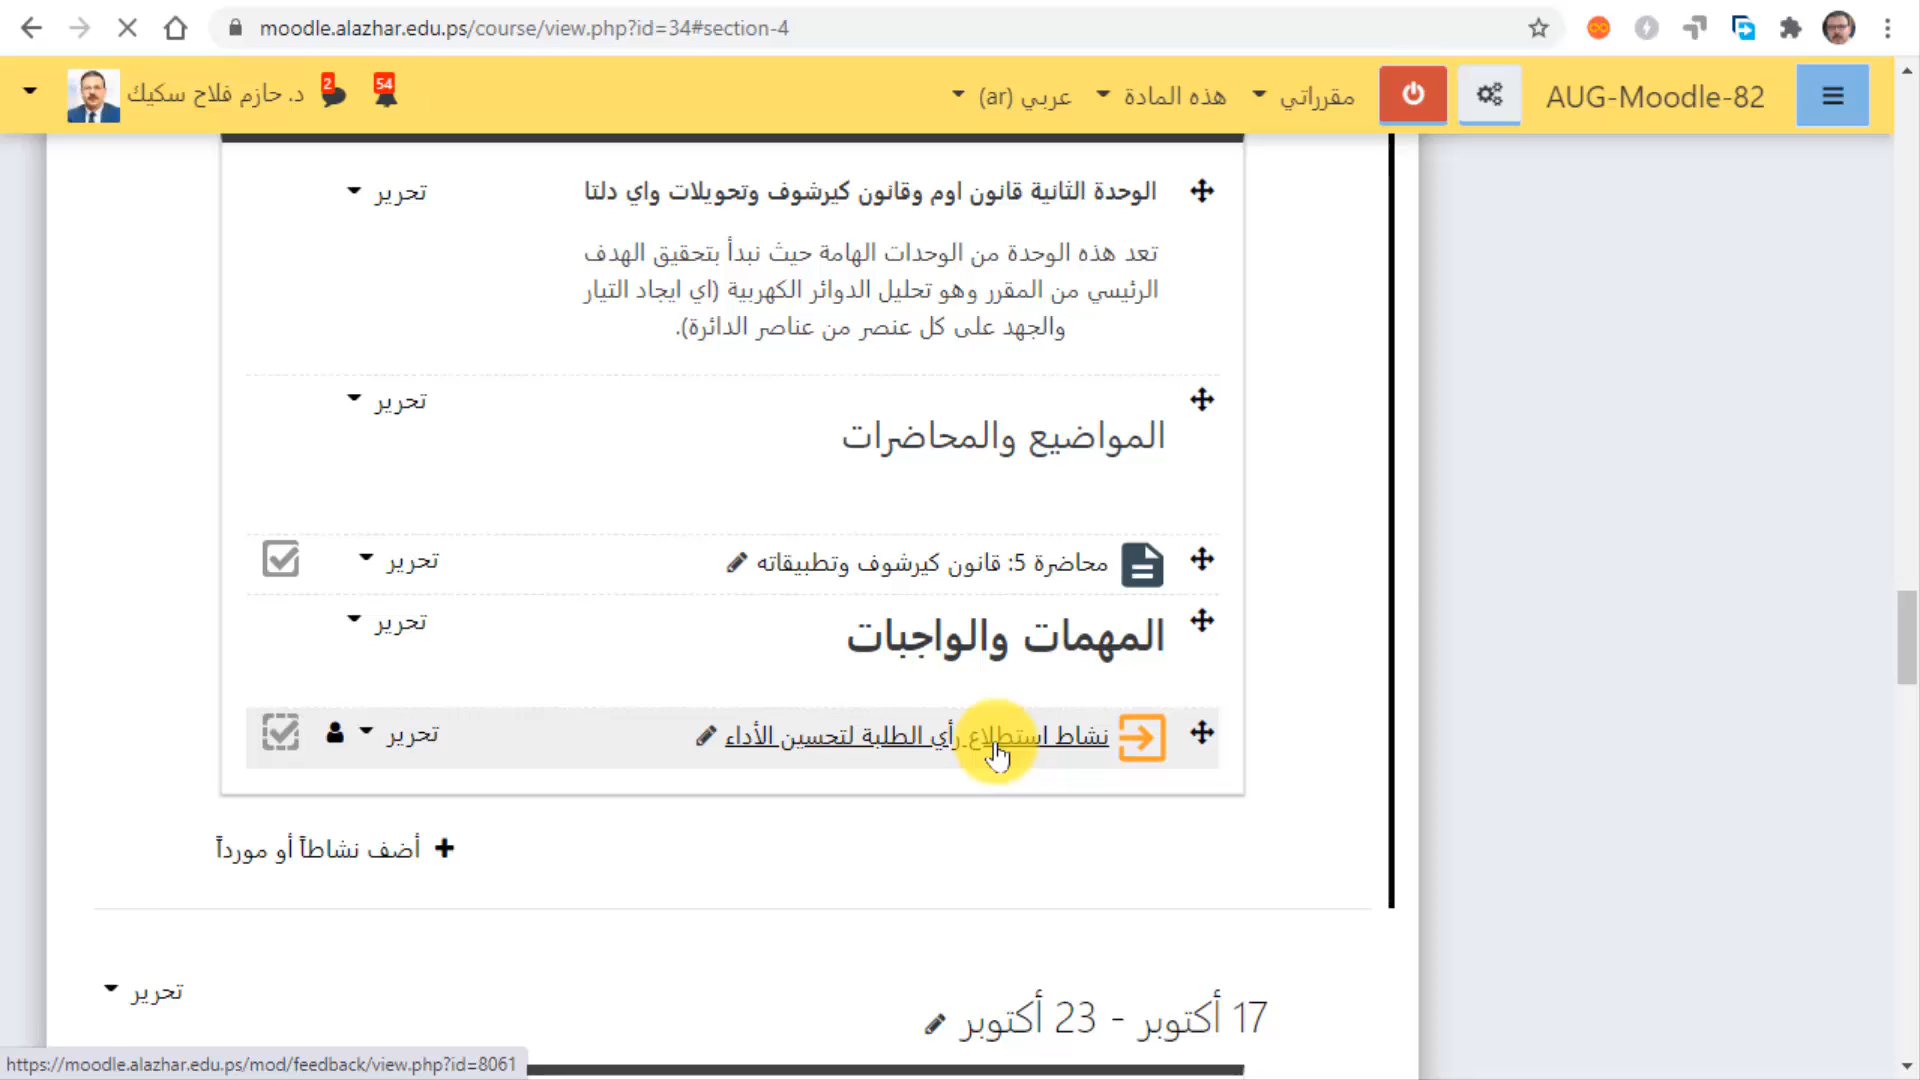 moodle.alazhar.edu.ps/course/view.php?id=34#section-4
AUG-Moodle-82
مقرراتي
هذه المادة
عربي ‎(ar)‎
54
2
د. حازم فلاح سكيك
الوحدة الثانية قانون اوم وقانون كيرشوف وتحويلات واي دلتا
تحرير
تعد هذه الوحدة من الوحدات الهامة حيث نبدأ بتحقيق الهدف
الرئيسي من المقرر وهو تحليل الدوائر الكهربية (اي ايجاد التيار
والجهد على كل عنصر من عناصر الدائرة).
تحرير
المواضيع والمحاضرات
محاضرة 5: قانون كيرشوف وتطبيقاته
تحرير
المهمات والواجبات
تحرير
نشاط استطلاع رأي الطلبة لتحسين الأداء
تحرير
أضف نشاطاً أو مورداً
تحرير
17 أكتوبر - 23 أكتوبر
https://moodle.alazhar.edu.ps/mod/feedback/view.php?id=8061